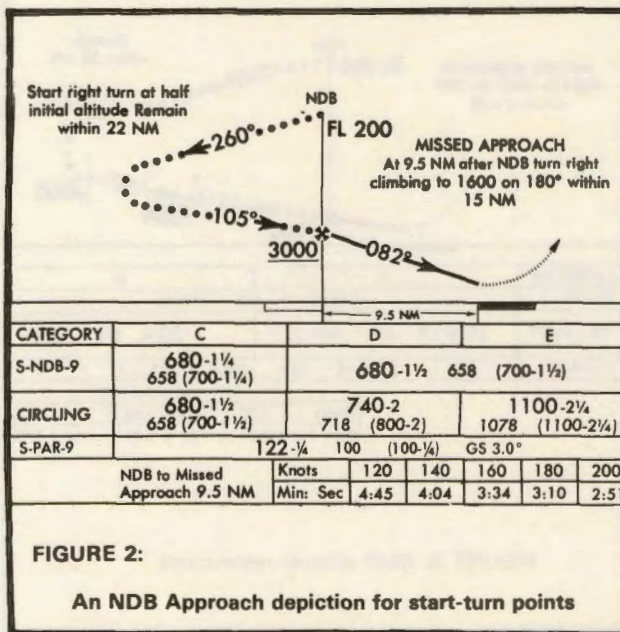 NDB
Start right turn at half
initial altitude Remain
within 22 NM
FL 200
260°
MISSED APPROACH
At 9.5 NM after NDB turn right
climbing to 1600 on 180° within
15 NM
105°
3000
082°
9.5 NM
CATEGORY C D E
S-NDB-9 680-1¼ 680-1½ 658 (700-1½)
658 (700-1¼)
CIRCLING 680-1½ 740-2 1100-2¼
658 (700-1½) 718 (800-2) 1078 (1100-2¼)
S-PAR-9 122-¼ 100 (100-¼) GS 3.0°
NDB to Missed Knots 120 140 160 180 200
Approach 9.5 NM Min: Sec 4:45 4:04 3:34 3:10 2:51
FIGURE 2:
An NDB Approach depiction for start-turn points